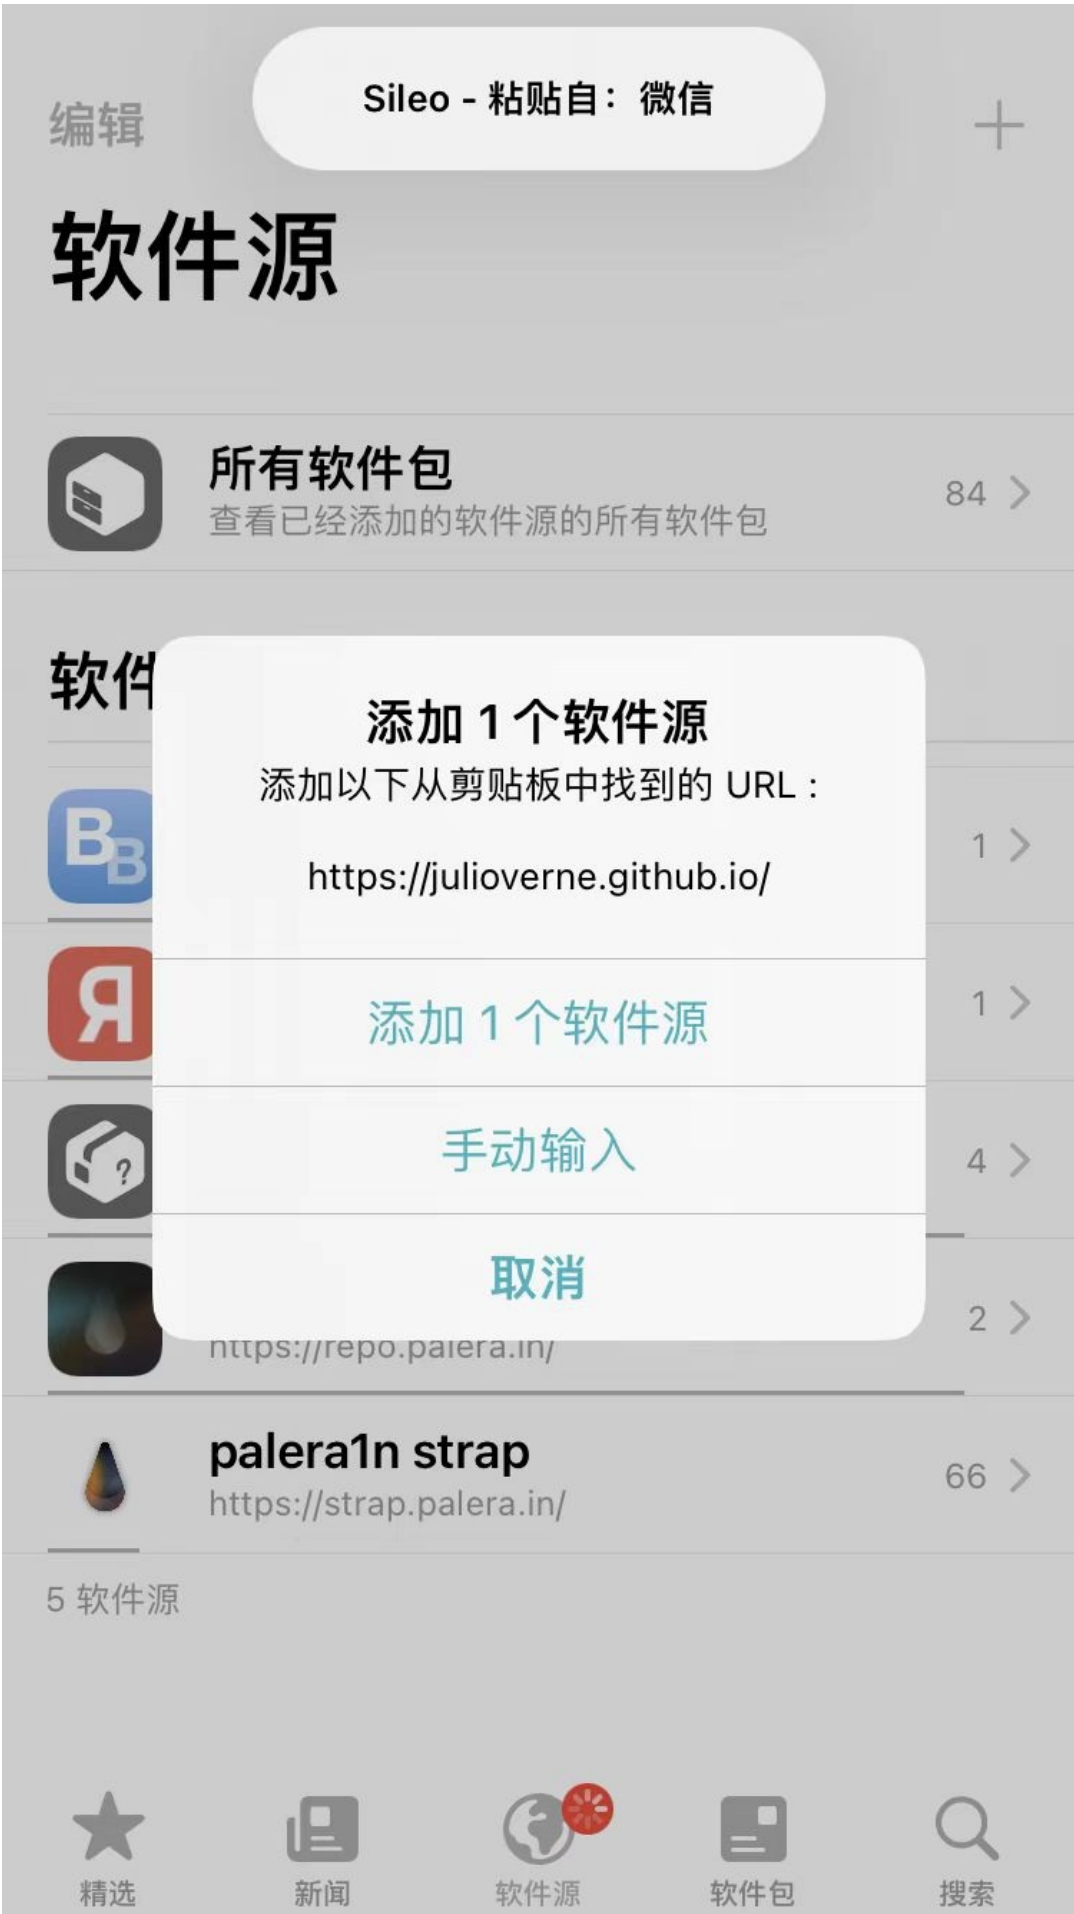 Sileo - 粘贴自：微信
编辑
软件源
所有软件包
查看已经添加的软件源的所有软件包
84
软件
添加 1 个软件源
添加以下从剪贴板中找到的 URL：
https://julioverne.github.io/
添加 1 个软件源
手动输入
取消
BB
1
Я
1
?
4
https://repo.palera.in/
2
palera1n strap
https://strap.palera.in/
66
5 软件源
精选
新闻
软件源
软件包
搜索